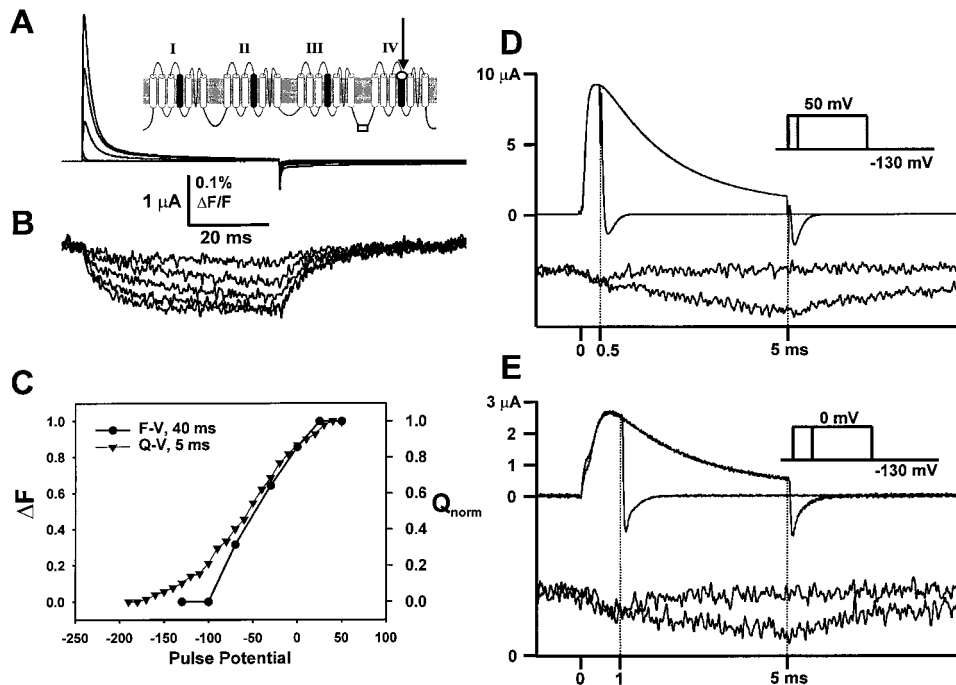 A
I II III IV
1 μA
0.1%
ΔF/F
20 ms
B
C
F-V, 40 ms
Q-V, 5 ms
1.0
0.8
0.6
0.4
0.2
0.0
ΔF
1.0
0.8
0.6
0.4
0.2
0.0
Qnorm
-250 -200 -150 -100 -50 0 50 100
Pulse Potential
D
10 μA
5
0
50 mV
-130 mV
0 0.5 5 ms
E
3 μA
2
1
0
0 mV
-130 mV
0
0 1 5 ms